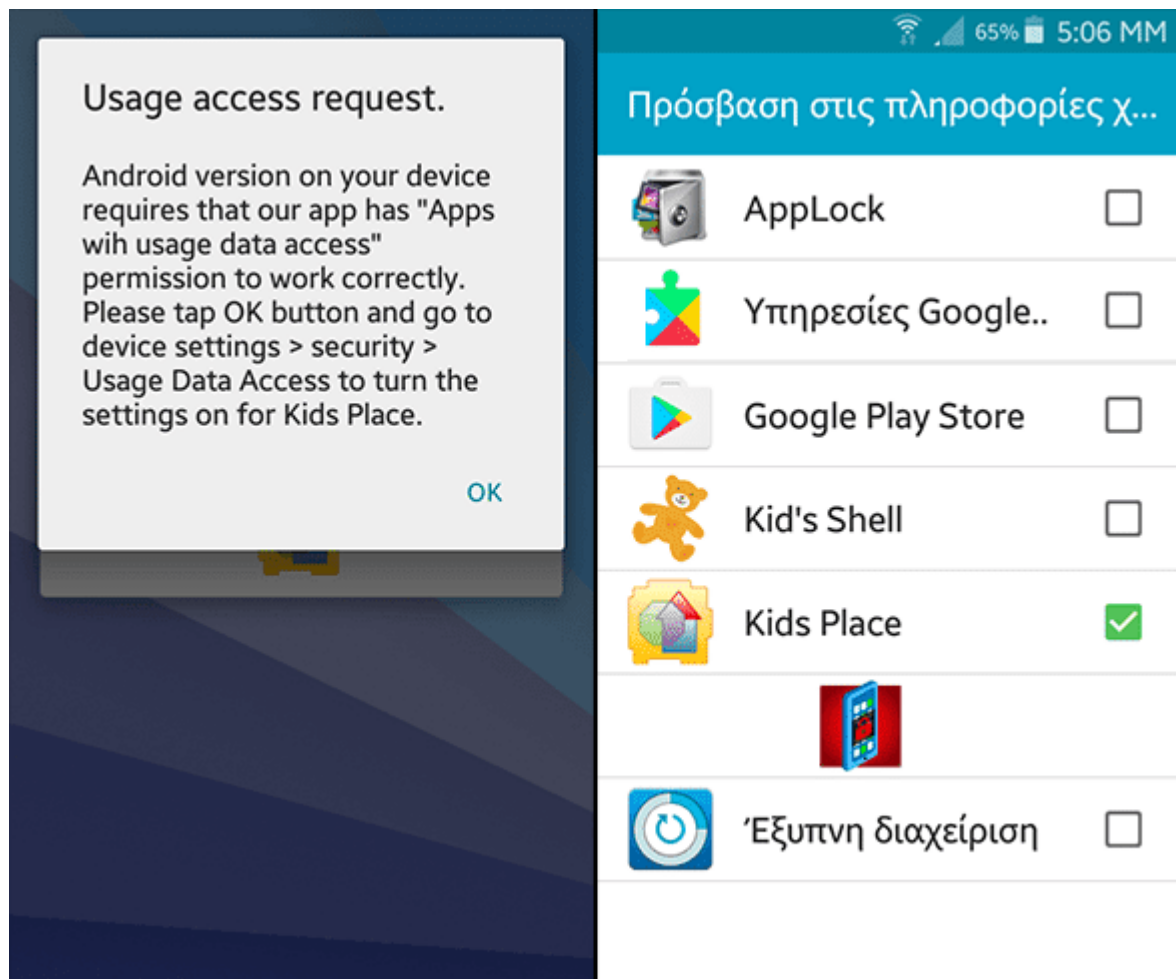 Usage access request.
Android version on your device
requires that our app has "Apps
wih usage data access"
permission to work correctly.
Please tap OK button and go to
device settings > security >
Usage Data Access to turn the
settings on for Kids Place.
OK
65% 5:06 MM
Πρόσβαση στις πληροφορίες χ...
AppLock
Υπηρεσίες Google..
Google Play Store
Kid's Shell
Kids Place
Έξυπνη διαχείριση